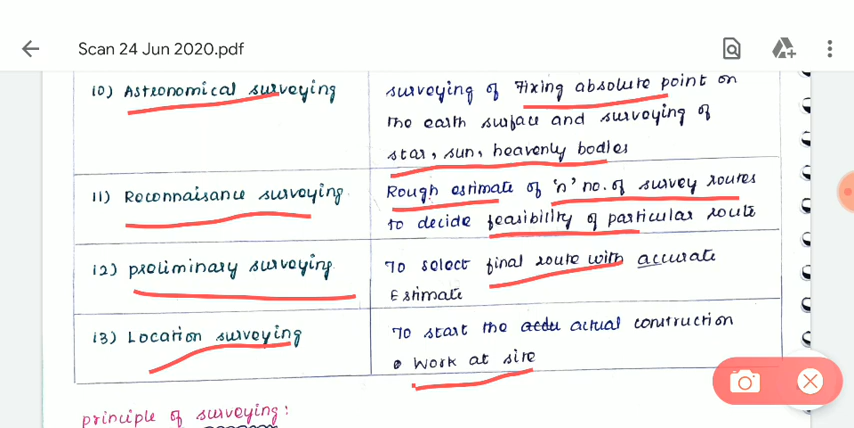 Scan 24 Jun 2020.pdf
10) Astronomical surveying
surveying of Fixing absolute point on
the earth surface and surveying of
star, sun, heavenly bodies
11) Reconnaisance surveying
Rough estimate of 'n' no. of survey routes
to decide feasibility of particular route
12) preliminary surveying
To select final route with accurate
Estimate
13) Location surveying
To start the actual construction
Work at site
principle of surveying: